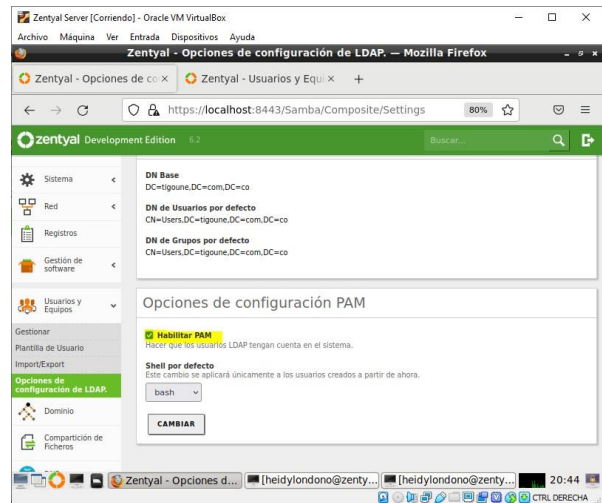 Zentyal Server [Corriendo] - Oracle VM VirtualBox
Archivo Máquina Ver Entrada Dispositivos Ayuda
Zentyal - Opciones de configuración de LDAP. — Mozilla Firefox
Zentyal - Opciones de co
Zentyal - Usuarios y Equi
https://localhost:8443/Samba/Composite/Settings
80%
zentyal Development Edition 6.2
Buscar...
Sistema
Red
Registros
Gestión de
software
Usuarios y
Equipos
Gestionar
Plantilla de Usuario
Import/Export
Opciones de
configuración de LDAP.
Dominio
Compartición de
Ficheros
DN Base
DC=tigoune,DC=com,DC=co
DN de Usuarios por defecto
CN=Users,DC=tigoune,DC=com,DC=co
DN de Grupos por defecto
CN=Users,DC=tigoune,DC=com,DC=co
Opciones de configuración PAM
Habilitar PAM
Hacer que los usuarios LDAP tengan cuenta en el sistema.
Shell por defecto
Este cambio se aplicará únicamente a los usuarios creados a partir de ahora.
bash
CAMBIAR
Zentyal - Opciones d...
[heidylondono@zenty...
[heidylondono@zenty...
20:44
CTRL DERECHA